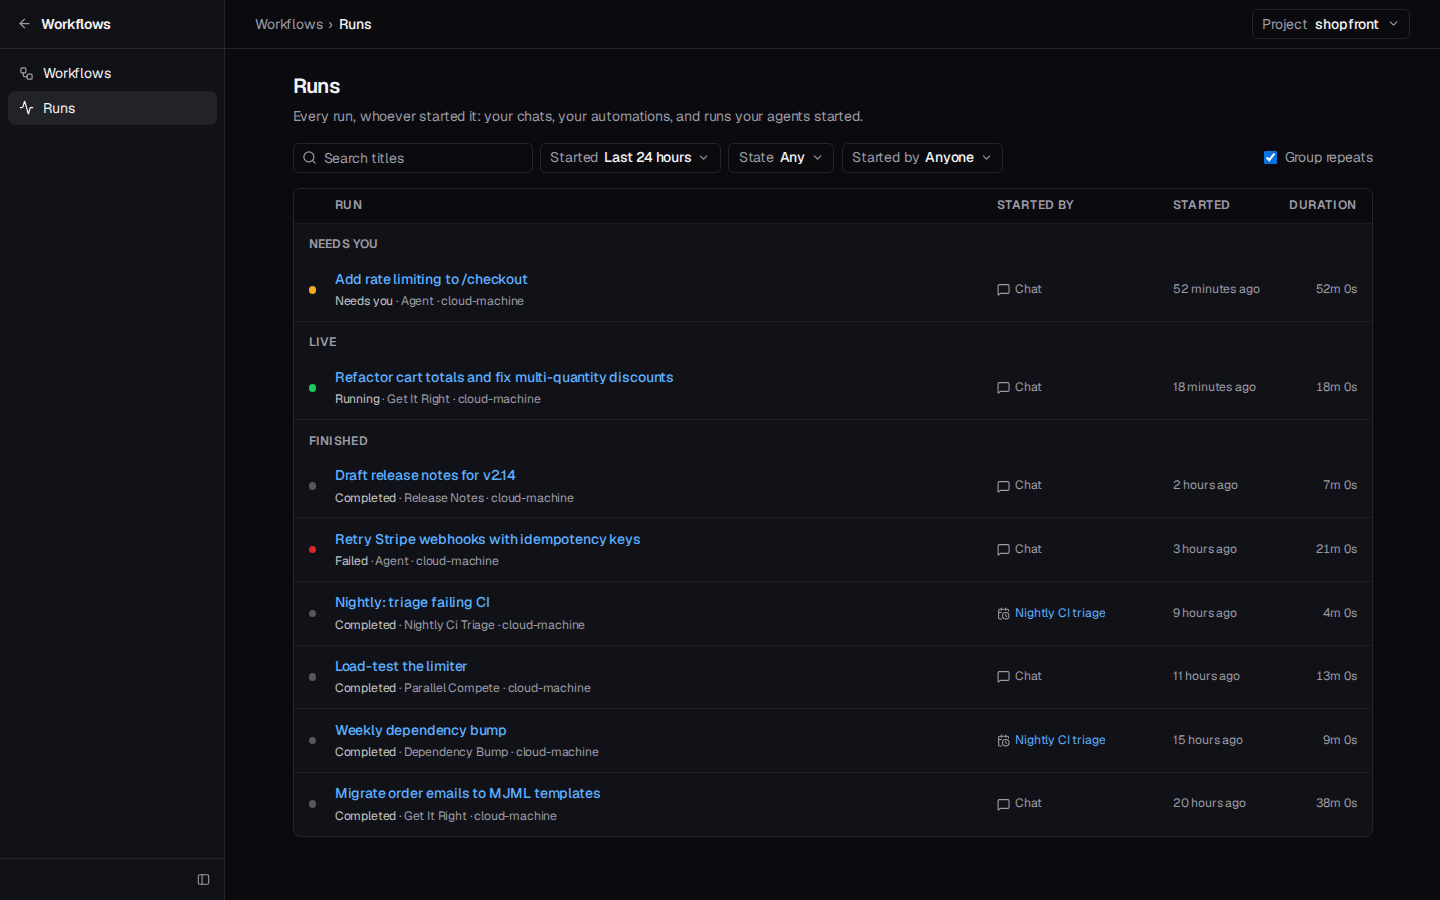 Workflows
Workflows
Runs
Workflows › Runs
Project shopfront
Runs
Every run, whoever started it: your chats, your automations, and runs your agents started.
Search titles
Started Last 24 hours
State Any
Started by Anyone
Group repeats
RUN STARTED BY STARTED DURATION
NEEDS YOU
Add rate limiting to /checkout
Needs you · Agent · cloud-machine
Chat 52 minutes ago 52m 0s
LIVE
Refactor cart totals and fix multi-quantity discounts
Running · Get It Right · cloud-machine
Chat 18 minutes ago 18m 0s
FINISHED
Draft release notes for v2.14
Completed · Release Notes · cloud-machine
Chat 2 hours ago 7m 0s
Retry Stripe webhooks with idempotency keys
Failed · Agent · cloud-machine
Chat 3 hours ago 21m 0s
Nightly: triage failing CI
Completed · Nightly Ci Triage · cloud-machine
Nightly CI triage 9 hours ago 4m 0s
Load-test the limiter
Completed · Parallel Compete · cloud-machine
Chat 11 hours ago 13m 0s
Weekly dependency bump
Completed · Dependency Bump · cloud-machine
Nightly CI triage 15 hours ago 9m 0s
Migrate order emails to MJML templates
Completed · Get It Right · cloud-machine
Chat 20 hours ago 38m 0s